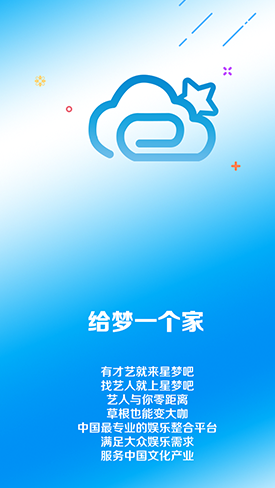 给梦一个家
有才艺就来星梦吧
找艺人就上星梦吧
艺人与你零距离
草根也能变大咖
中国最专业的娱乐整合平台
满足大众娱乐需求
服务中国文化产业